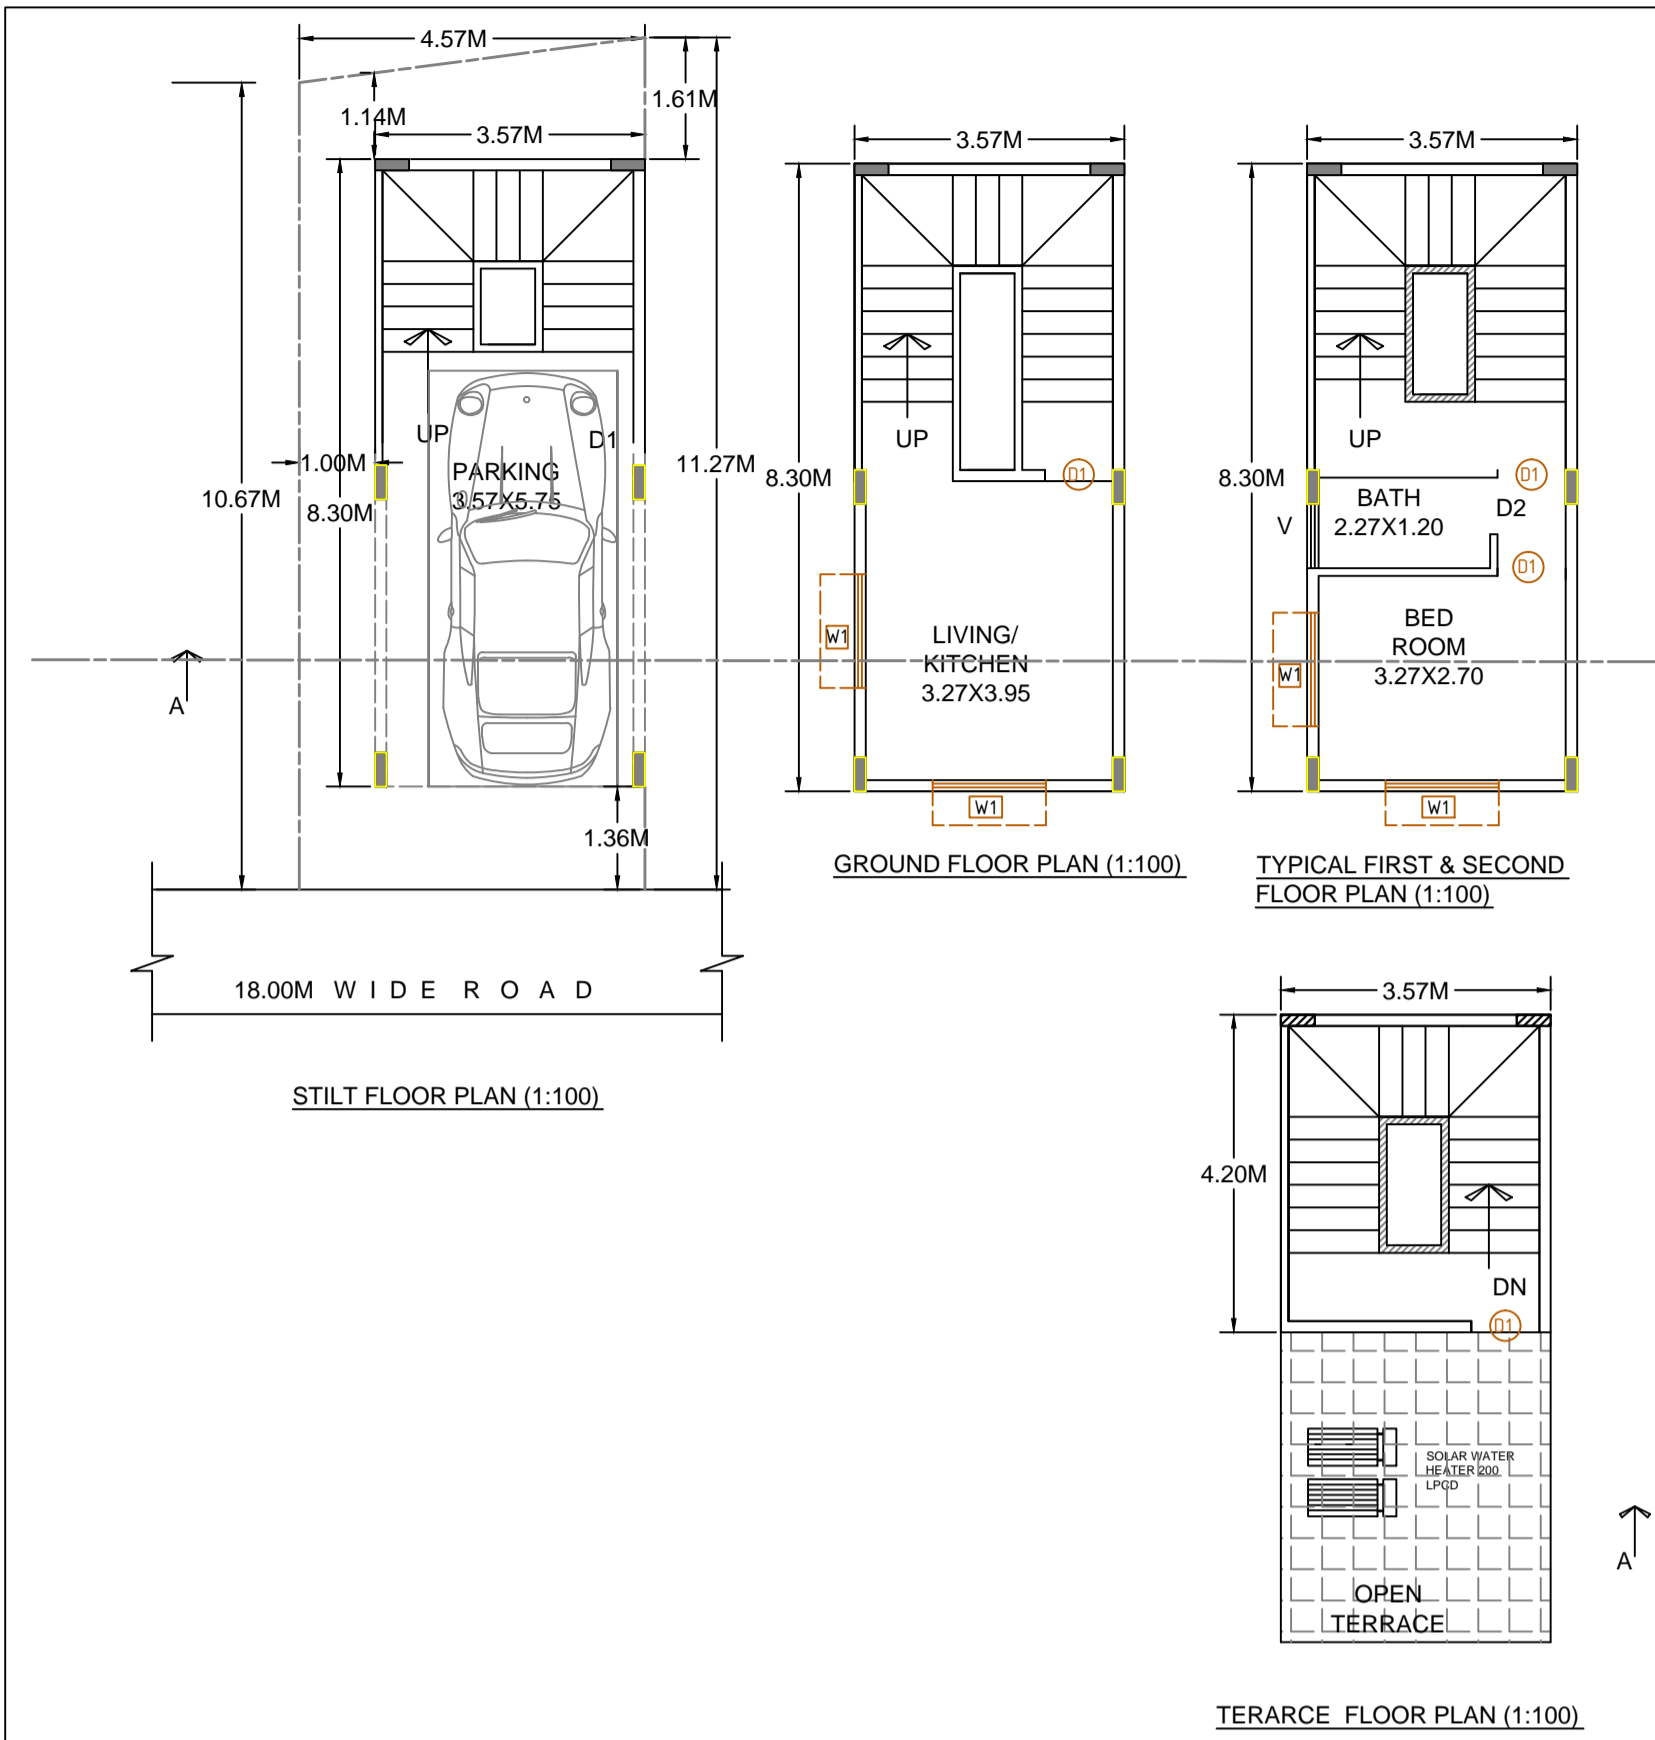 4.57M
1.14M
1.61M
3.57M
UP
D1
1.00M
PARKING
3.57X5.75
11.27M
10.67M
8.30M
A
1.36M
18.00M W I D E R O A D
STILT FLOOR PLAN (1:100)
3.57M
UP
8.30M
D1
W1
LIVING/
KITCHEN
3.27X3.95
W1
GROUND FLOOR PLAN (1:100)
3.57M
UP
8.30M
D1
BATH
2.27X1.20
D2
V
D1
BED
ROOM
3.27X2.70
W1
W1
TYPICAL FIRST & SECOND
FLOOR PLAN (1:100)
3.57M
4.20M
DN
D1
SOLAR WATER
HEATER 200
LPCD
A
OPEN
TERRACE
TERARCE FLOOR PLAN (1:100)